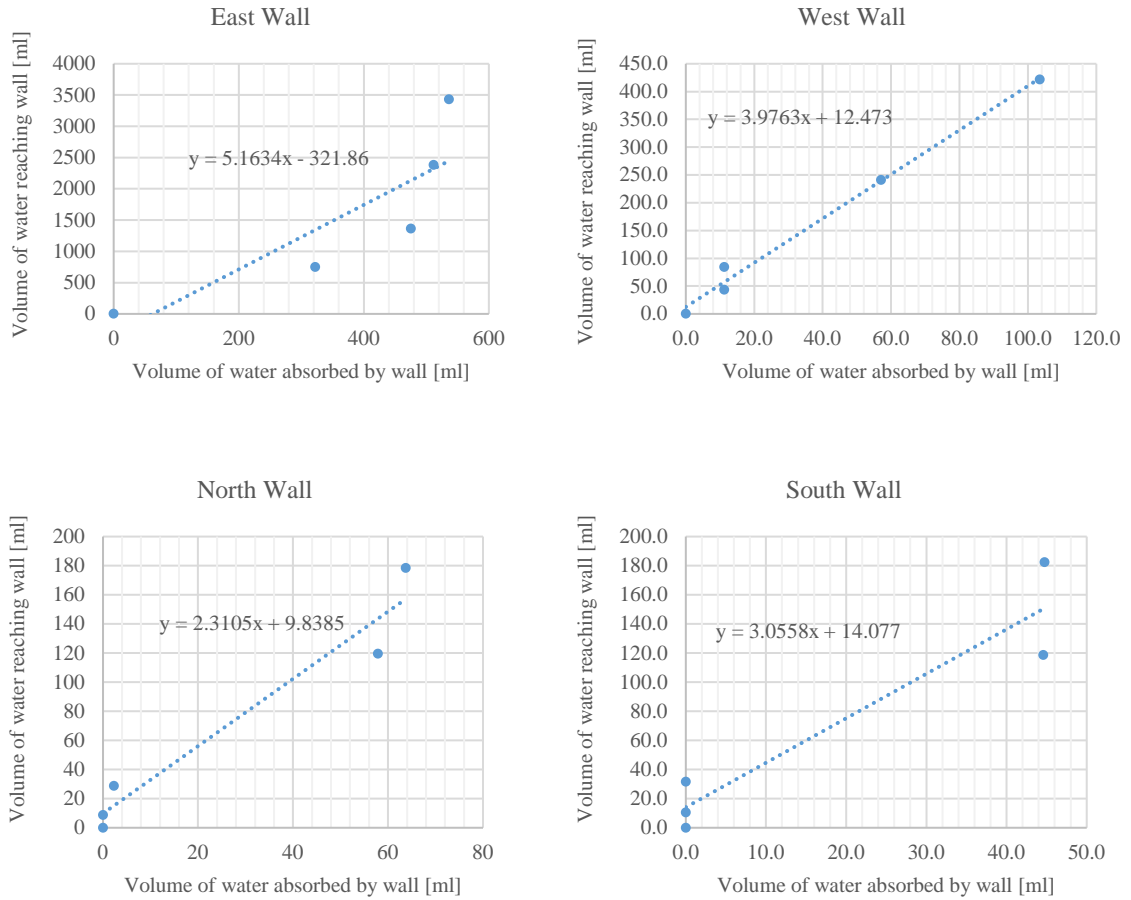 East Wall
Volume of water reaching wall [ml]
4000
3500
3000
2500
2000
1500
1000
500
0
y = 5.1634x - 321.86
0 200 400 600
Volume of water absorbed by wall [ml]
West Wall
Volume of water reaching wall [ml]
450.0
400.0
350.0
300.0
250.0
200.0
150.0
100.0
50.0
0.0
y = 3.9763x + 12.473
0.0 20.0 40.0 60.0 80.0 100.0 120.0
Volume of water absorbed by wall [ml]
North Wall
Volume of water reaching wall [ml]
200
180
160
140
120
100
80
60
40
20
0
y = 2.3105x + 9.8385
0 20 40 60 80
Volume of water absorbed by wall [ml]
South Wall
Volume of water reaching wall [ml]
200.0
180.0
160.0
140.0
120.0
100.0
80.0
60.0
40.0
20.0
0.0
y = 3.0558x + 14.077
0.0 10.0 20.0 30.0 40.0 50.0
Volume of water absorbed by wall [ml]